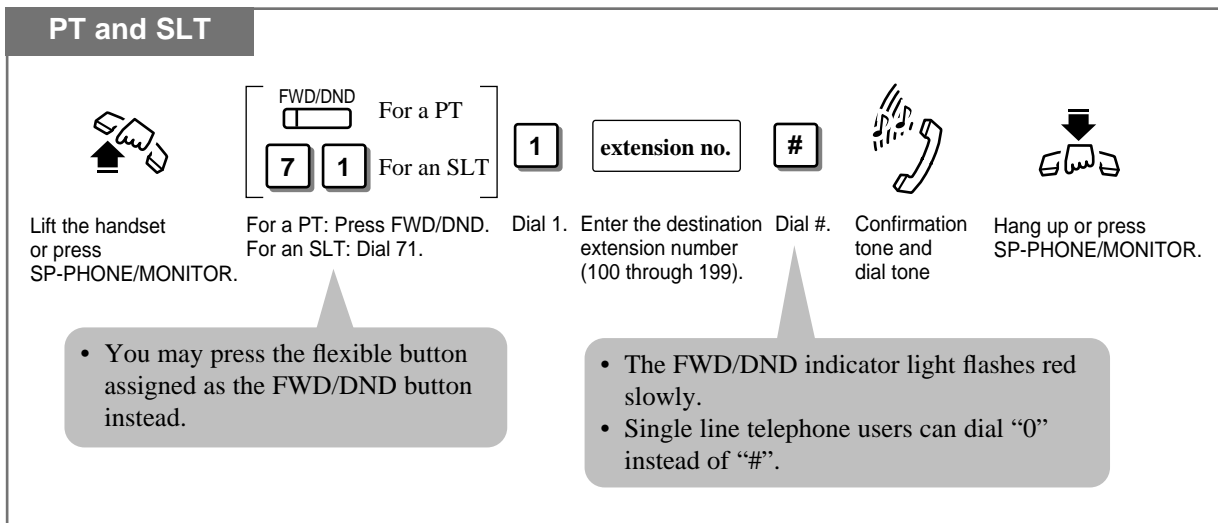 PT and SLT
FWD/DND
For a PT
7 1 For an SLT
1
extension no.
#
Lift the handset
or press
SP-PHONE/MONITOR.
For a PT: Press FWD/DND.
For an SLT: Dial 71.
Dial 1.
Enter the destination
extension number
(100 through 199).
Dial #.
Confirmation
tone and
dial tone
Hang up or press
SP-PHONE/MONITOR.
• You may press the flexible button
assigned as the FWD/DND button
instead.
• The FWD/DND indicator light flashes red
slowly.
• Single line telephone users can dial “0”
instead of “#”.